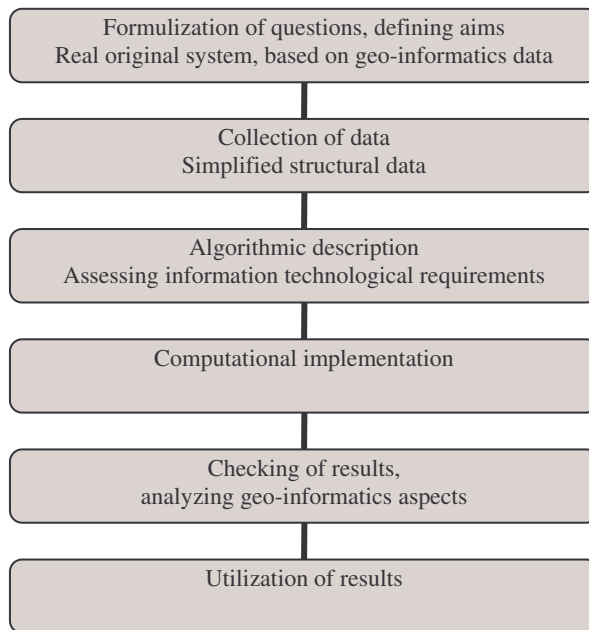 Formulization of questions, defining aims
Real original system, based on geo-informatics data
Collection of data
Simplified structural data
Algorithmic description
Assessing information technological requirements
Computational implementation
Checking of results,
analyzing geo-informatics aspects
Utilization of results